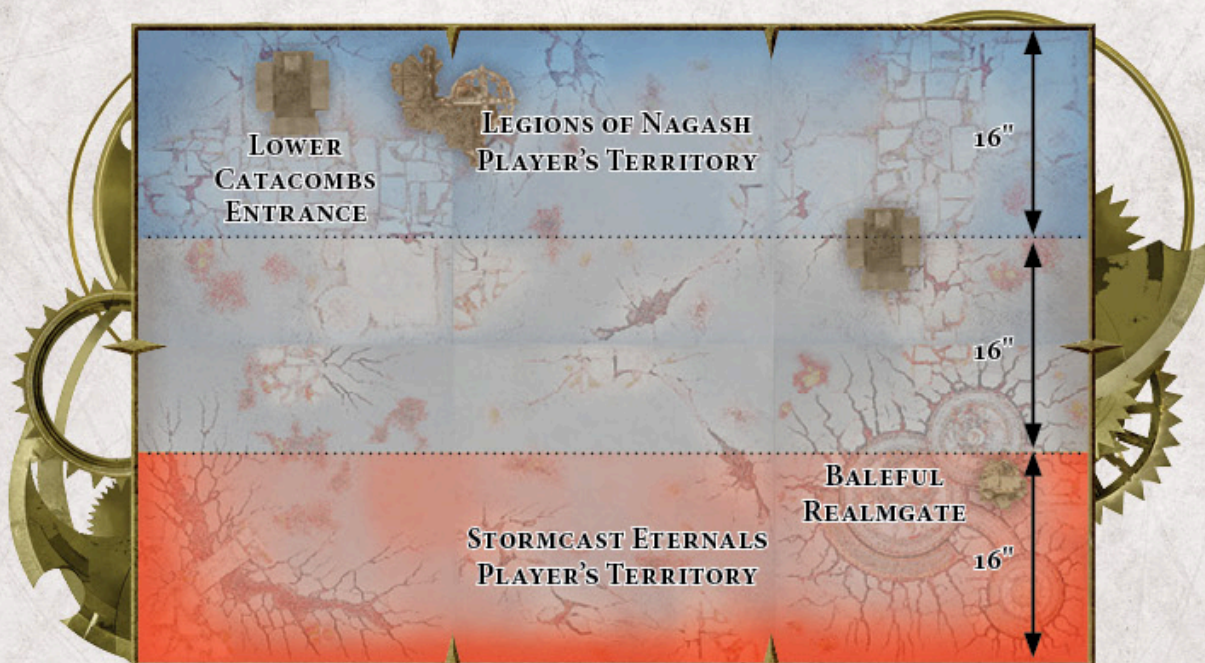 Lower
Catacombs
Entrance
Legions of Nagash
Player's Territory
16"
16"
Baleful
Realmgate
Stormcast Eternals
Player's Territory
16"